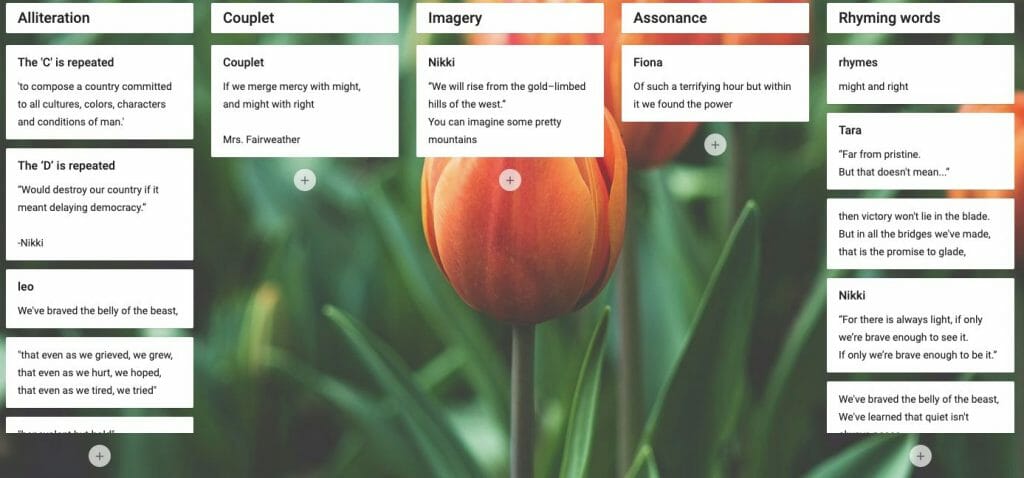 Alliteration
The 'C' is repeated
'to compose a country committed
to all cultures, colors, characters
and conditions of man.'
The ‘D’ is repeated
“Would destroy our country if it
meant delaying democracy.”
-Nikki
leo
We've braved the belly of the beast,
"that even as we grieved, we grew,
that even as we hurt, we hoped,
that even as we tired, we tried"
Couplet
Couplet
If we merge mercy with might,
and might with right
Mrs. Fairweather
Imagery
Nikki
“We will rise from the gold–limbed
hills of the west.”
You can imagine some pretty
mountains
Assonance
Fiona
Of such a terrifying hour but within
it we found the power
Rhyming words
rhymes
might and right
Tara
“Far from pristine.
But that doesn't mean...”
then victory won't lie in the blade.
But in all the bridges we've made,
that is the promise to glade,
Nikki
“For there is always light, if only
we’re brave enough to see it.
If only we’re brave enough to be it.”
We've braved the belly of the beast,
We've learned that quiet isn't